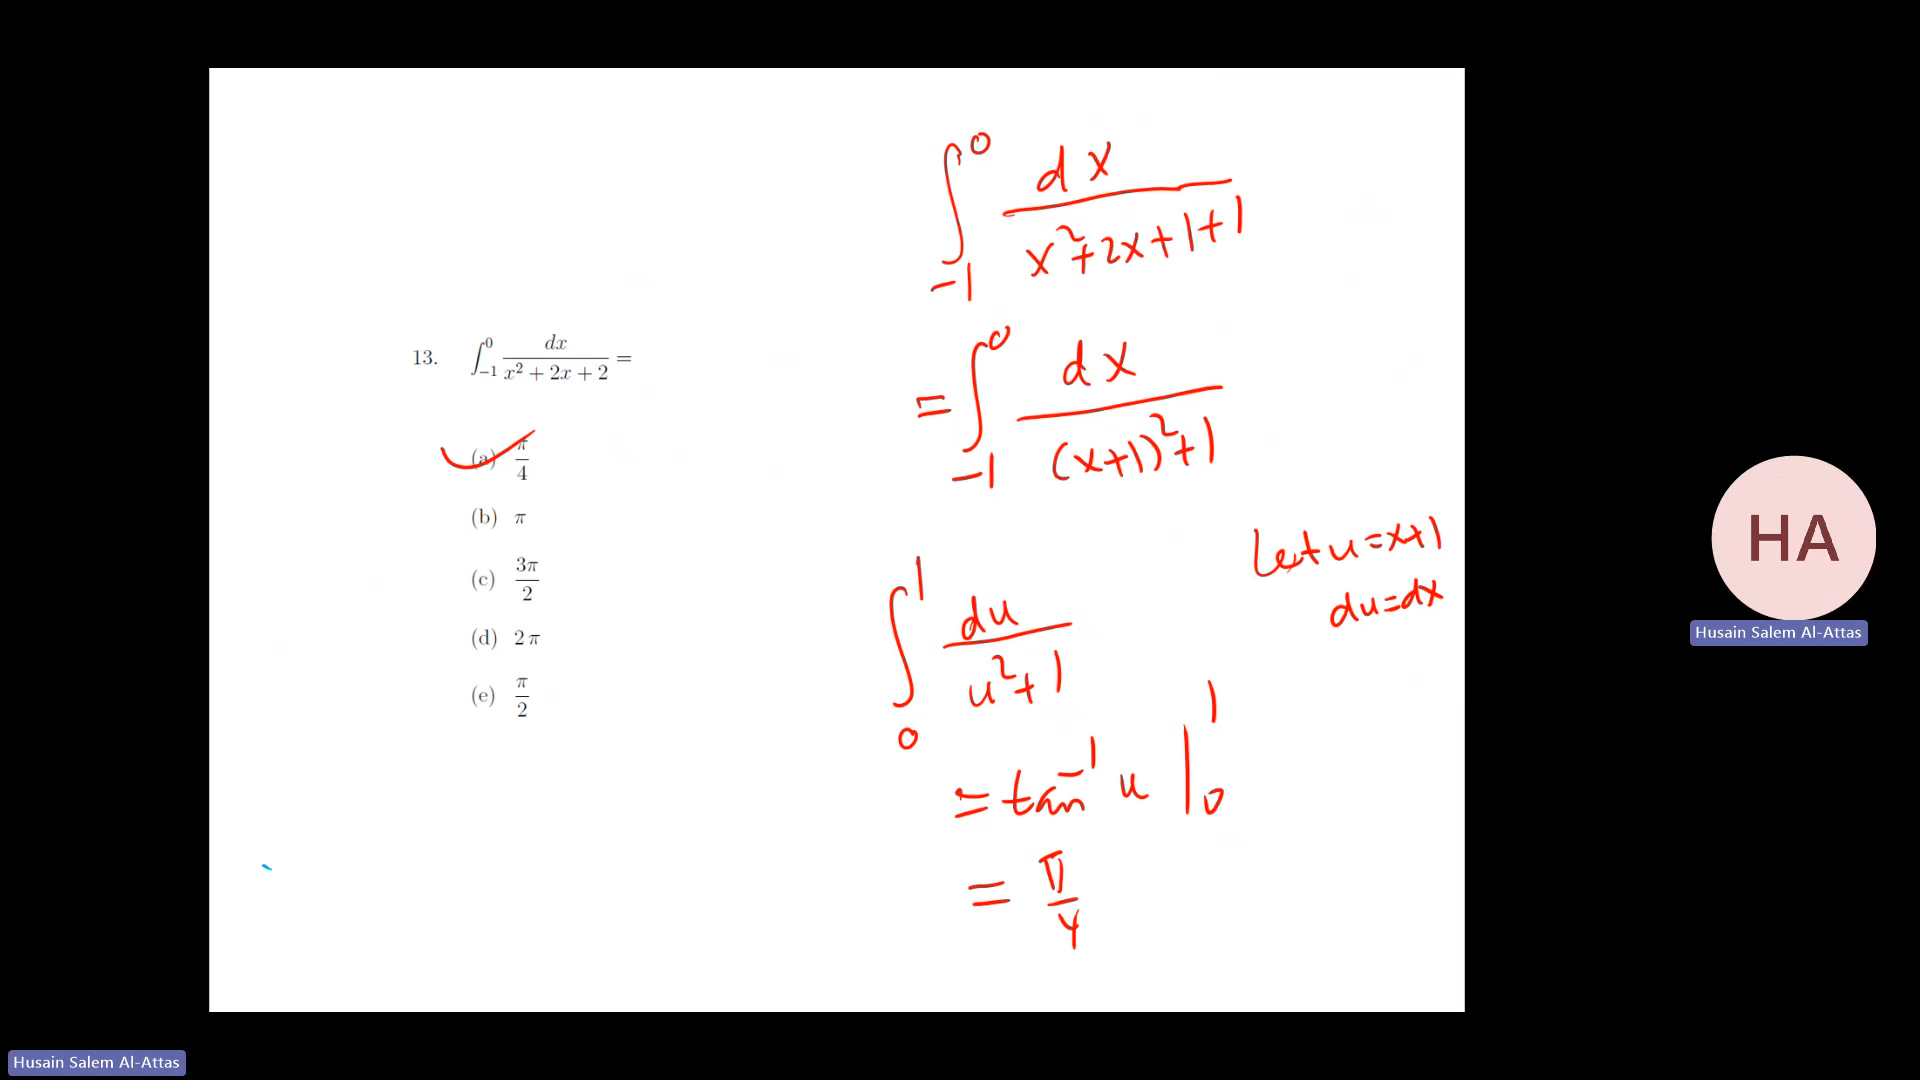 13. ∫₋₁⁰ dx/(x² + 2x + 2) =
(a) π/4
(b) π
(c) 3π/2
(d) 2π
(e) π/2
∫₋₁⁰ dx/(x²+2x+1+1)
= ∫₋₁⁰ dx/((x+1)²+1)
Let u=x+1
du=dx
∫₀¹ du/(u²+1)
= tan⁻¹ u |₀¹
= π/4
HA
Husain Salem Al-Attas
Husain Salem Al-Attas